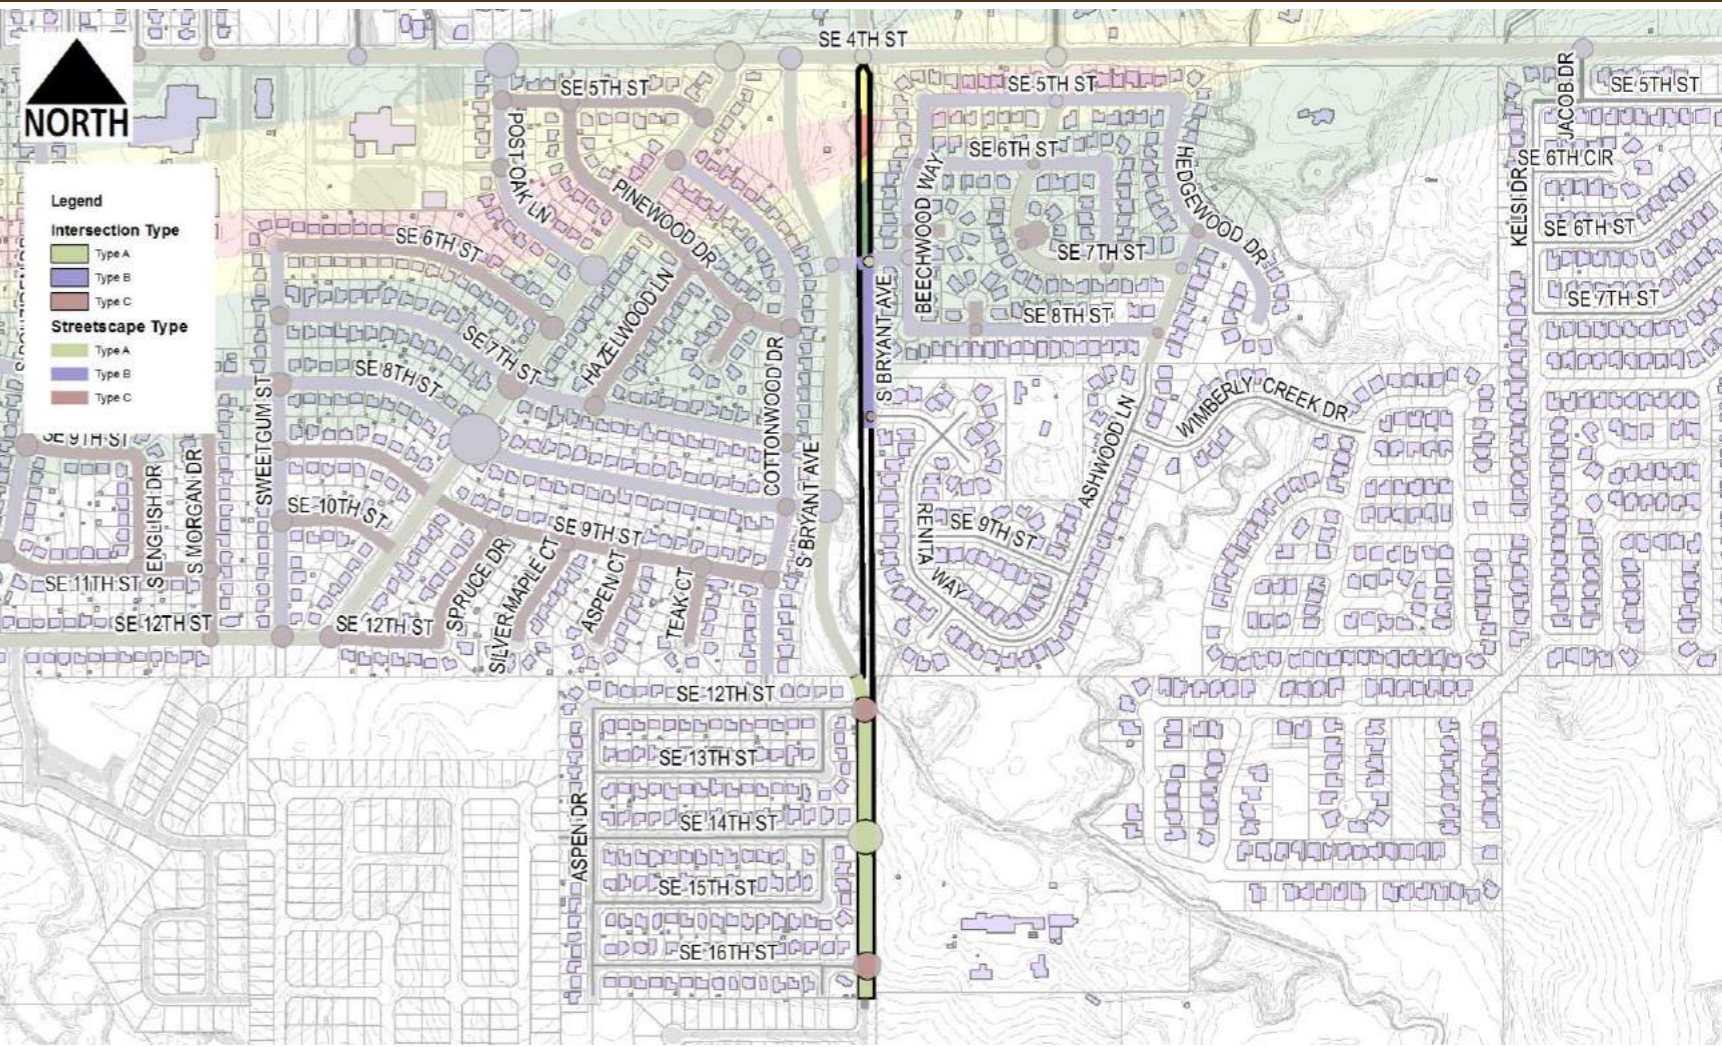 SE 4TH ST
NORTH
SE 5TH ST
SE 5TH ST
JACOB DR
SE 5TH ST
POST OAK LN
SE 6TH ST
HEDGEWOOD DR
SE 6TH CIR
Legend
Intersection Type
Type A
Type B
Type C
Streetscape Type
Type A
Type B
Type C
PINEWOOD DR
BEECHWOOD WAY
KELSI DR
SE 6TH ST
SE 6TH ST
SE 7TH ST
HAZELWOOD LN
SE 7TH ST
SE 8TH ST
S BRYANT AVE
SE 7TH ST
SE 8TH ST
COTTONWOOD DR
WIMBERLY CREEK DR
SE 9TH ST
SWEETGUM ST
S ENGLISH DR
S MORGAN DR
S BRYANT AVE
ASHWOOD LN
SE 10TH ST
SE 9TH ST
RENITA WAY
SE 9TH ST
SE 11TH ST
SPRUCE DR
SILVER MAPLE CT
ASPEN CT
TEAK CT
SE 12TH ST
SE 12TH ST
SE 12TH ST
SE 13TH ST
ASPEN DR
SE 14TH ST
SE 15TH ST
SE 16TH ST